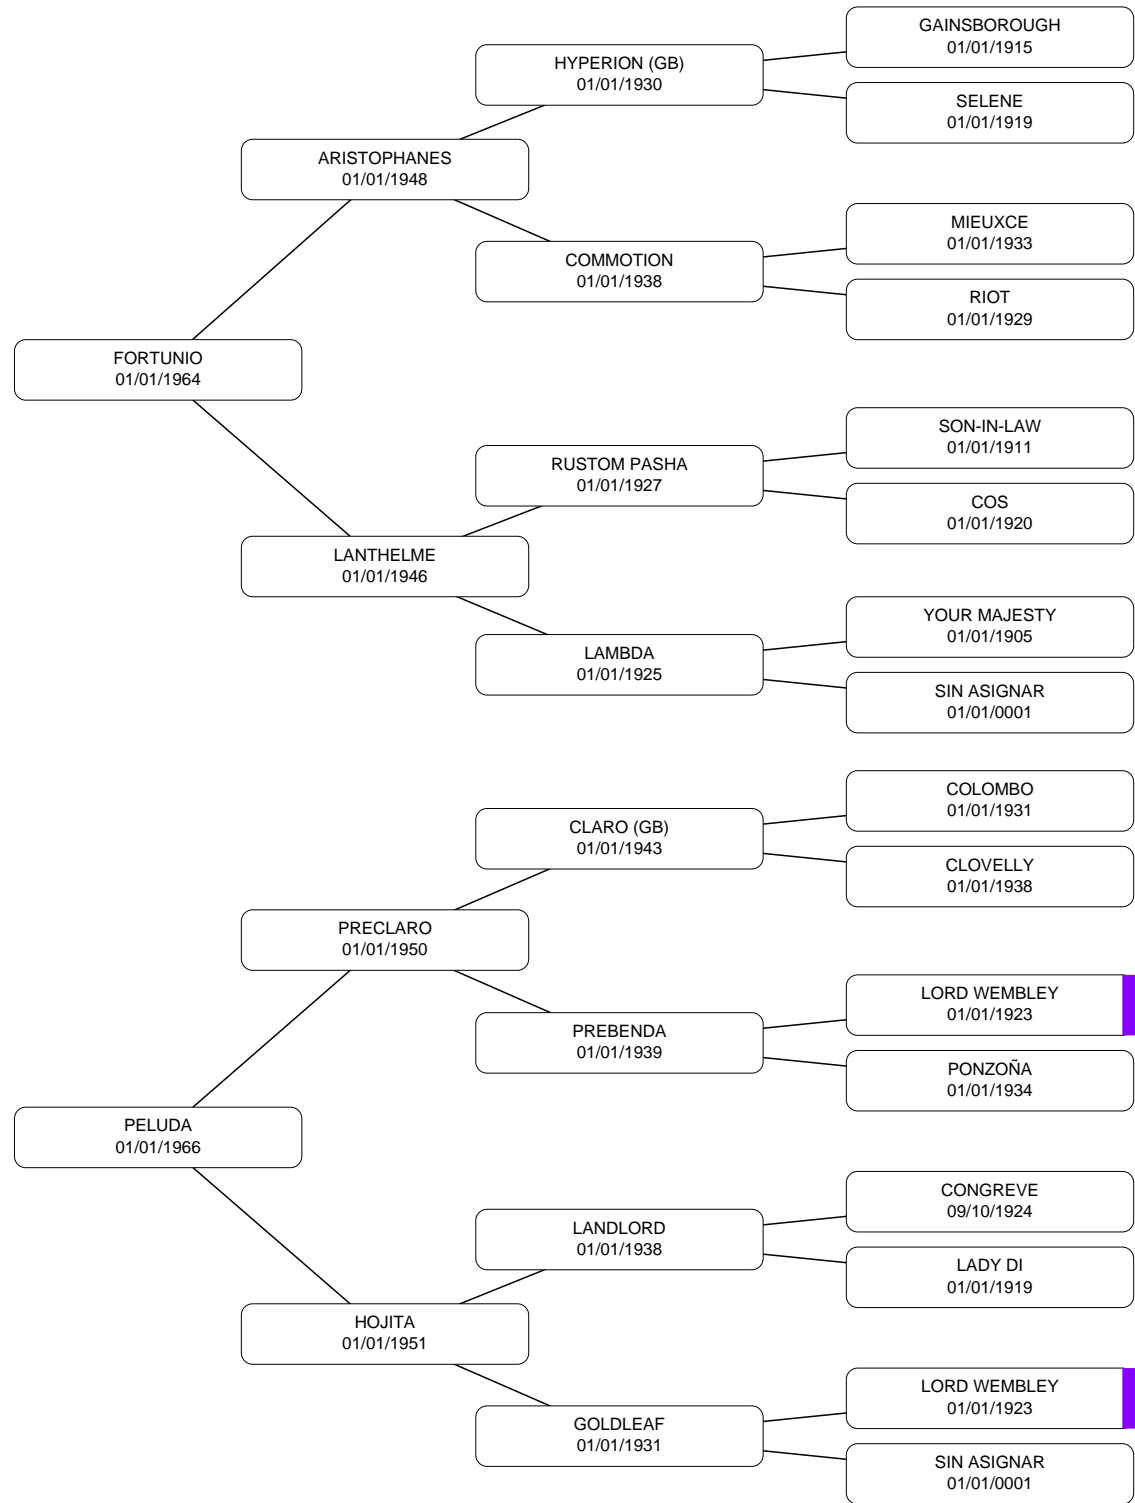 GAINSBOROUGH
01/01/1915
HYPERION (GB)
01/01/1930
SELENE
01/01/1919
ARISTOPHANES
01/01/1948
MIEUXCE
01/01/1933
COMMOTION
01/01/1938
RIOT
01/01/1929
FORTUNIO
01/01/1964
SON-IN-LAW
01/01/1911
RUSTOM PASHA
01/01/1927
COS
01/01/1920
LANTHELME
01/01/1946
YOUR MAJESTY
01/01/1905
LAMBDA
01/01/1925
SIN ASIGNAR
01/01/0001
COLOMBO
01/01/1931
CLARO (GB)
01/01/1943
CLOVELLY
01/01/1938
PRECLARO
01/01/1950
LORD WEMBLEY
01/01/1923
PREBENDA
01/01/1939
PONZOÑA
01/01/1934
PELUDA
01/01/1966
CONGREVE
09/10/1924
LANDLORD
01/01/1938
LADY DI
01/01/1919
HOJITA
01/01/1951
LORD WEMBLEY
01/01/1923
GOLDLEAF
01/01/1931
SIN ASIGNAR
01/01/0001